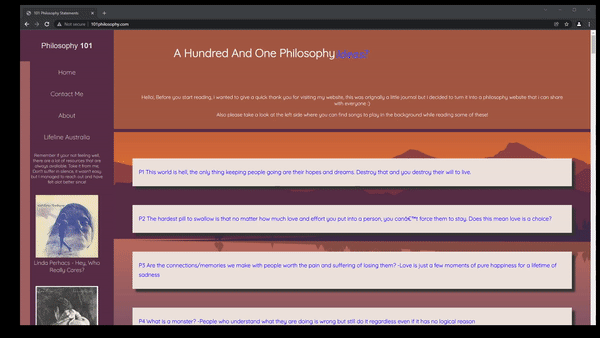 101 Philosophy Statements
Not secure | 101philosophy.com
Philosophy 101
Home
Contact Me
About
Lifeline Australia
Remember if your not feeling well, there are a lot of resources that are always available. Take it from me, Don't suffer in silence, it wasn't easy, but I managed to reach out and have felt alot better since!
Linda Perhacs - Hey, Who Really Cares?
A Hundred And One Philosophy
Hello, Before you start reading, i wanted to give a quick thank you for visiting my website, this was orignally a little journal but i decided to turn it into a philosophy website that i can share with everyone :)
Also please take a look at the left side where you can find songs to play in the background while reading some of these!
P1 This world is hell, the only thing keeping people going are their hopes and dreams. Destroy that and you destroy their will to live.
P2 The hardest pill to swallow is that no matter how much love and effort you put into a person, you canâ€™t force them to stay. Does this mean love is a choice?
P3 Are the connections/memories we make with people worth the pain and suffering of losing them? -Love is just a few moments of pure happiness for a lifetime of
sadness
P4 What is a monster? -People who understand what they are doing is wrong but still do it regardless even if it has no logical reason